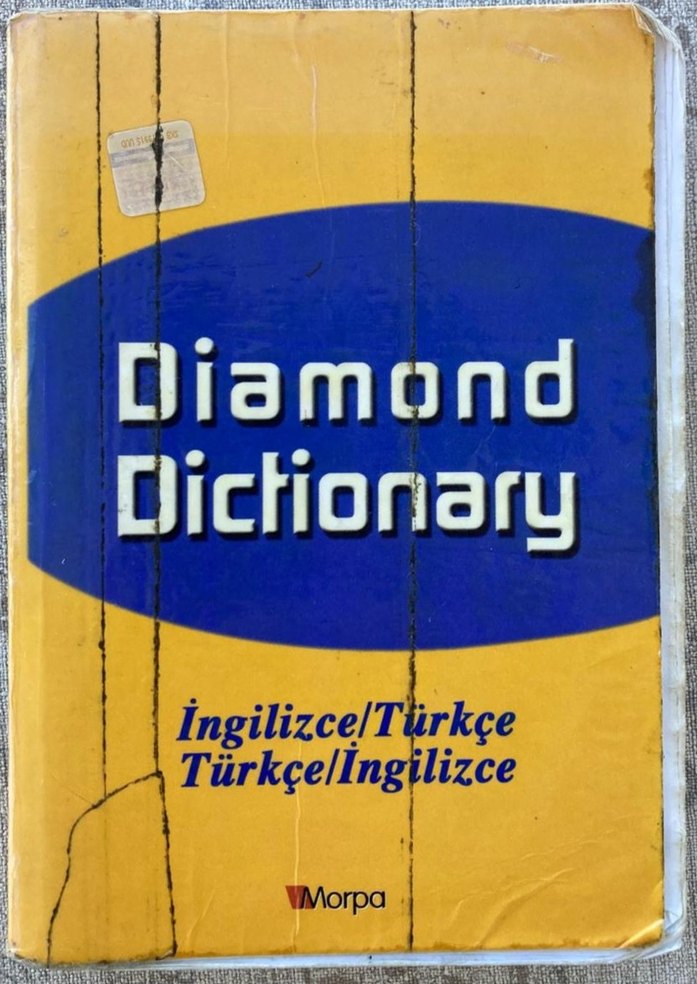 Diamond
Dictionary
İngilizce/Türkçe
Türkçe/İngilizce
Morpa